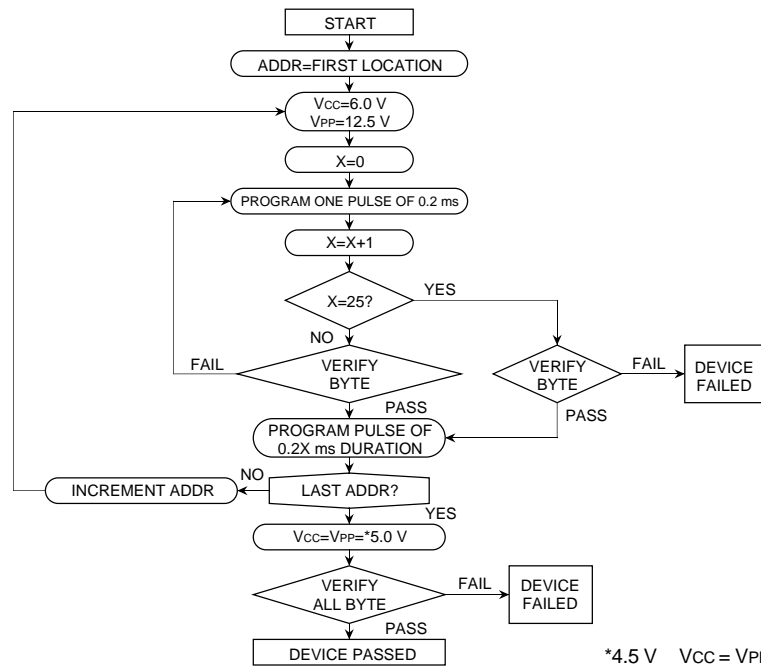 START
ADDR=FIRST LOCATION
VCC=6.0 V
VPP=12.5 V
X=0
PROGRAM ONE PULSE OF 0.2 ms
X=X+1
X=25?
YES
NO
FAIL
VERIFY
BYTE
PASS
VERIFY
BYTE
FAIL
DEVICE
FAILED
PASS
PROGRAM PULSE OF
0.2X ms DURATION
INCREMENT ADDR
NO
LAST ADDR?
YES
VCC=VPP=*5.0 V
VERIFY
ALL BYTE
FAIL
DEVICE
FAILED
PASS
DEVICE PASSED
*4.5 V VCC = VP